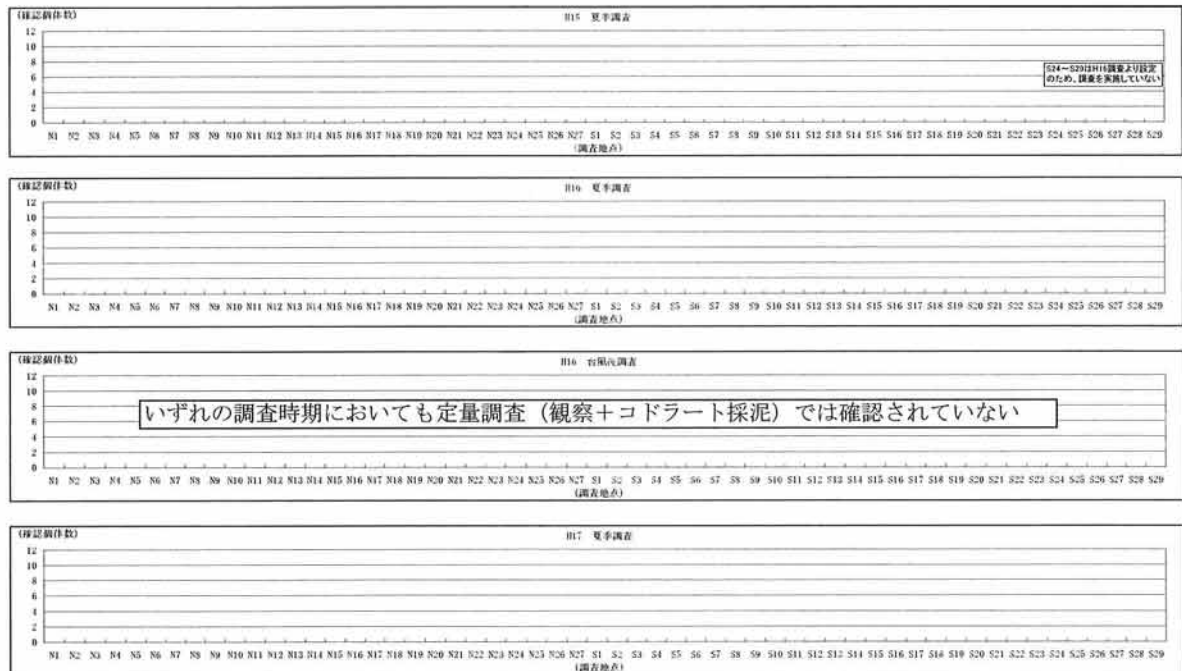 (確認個体数)
H15 夏季調査
12
10
8
6
4
2
0
S24～S29はH16調査より設定
のため、調査を実施していない
N1 N2 N3 N4 N5 N6 N7 N8 N9 N10 N11 N12 N13 N14 N15 N16 N17 N18 N19 N20 N21 N22 N23 N24 N25 N26 N27 S1 S2 S3 S4 S5 S6 S7 S8 S9 S10 S11 S12 S13 S14 S15 S16 S17 S18 S19 S20 S21 S22 S23 S24 S25 S26 S27 S28 S29
(調査地点)
(確認個体数)
H16 夏季調査
12
10
8
6
4
2
0
N1 N2 N3 N4 N5 N6 N7 N8 N9 N10 N11 N12 N13 N14 N15 N16 N17 N18 N19 N20 N21 N22 N23 N24 N25 N26 N27 S1 S2 S3 S4 S5 S6 S7 S8 S9 S10 S11 S12 S13 S14 S15 S16 S17 S18 S19 S20 S21 S22 S23 S24 S25 S26 S27 S28 S29
(調査地点)
(確認個体数)
H16 台風後調査
12
10
8
6
4
2
0
いずれの調査時期においても定量調査（観察＋コドラート採泥）では確認されていない
N1 N2 N3 N4 N5 N6 N7 N8 N9 N10 N11 N12 N13 N14 N15 N16 N17 N18 N19 N20 N21 N22 N23 N24 N25 N26 N27 S1 S2 S3 S4 S5 S6 S7 S8 S9 S10 S11 S12 S13 S14 S15 S16 S17 S18 S19 S20 S21 S22 S23 S24 S25 S26 S27 S28 S29
(調査地点)
(確認個体数)
H17 夏季調査
12
10
8
6
4
2
0
N1 N2 N3 N4 N5 N6 N7 N8 N9 N10 N11 N12 N13 N14 N15 N16 N17 N18 N19 N20 N21 N22 N23 N24 N25 N26 N27 S1 S2 S3 S4 S5 S6 S7 S8 S9 S10 S11 S12 S13 S14 S15 S16 S17 S18 S19 S20 S21 S22 S23 S24 S25 S26 S27 S28 S29
(調査地点)